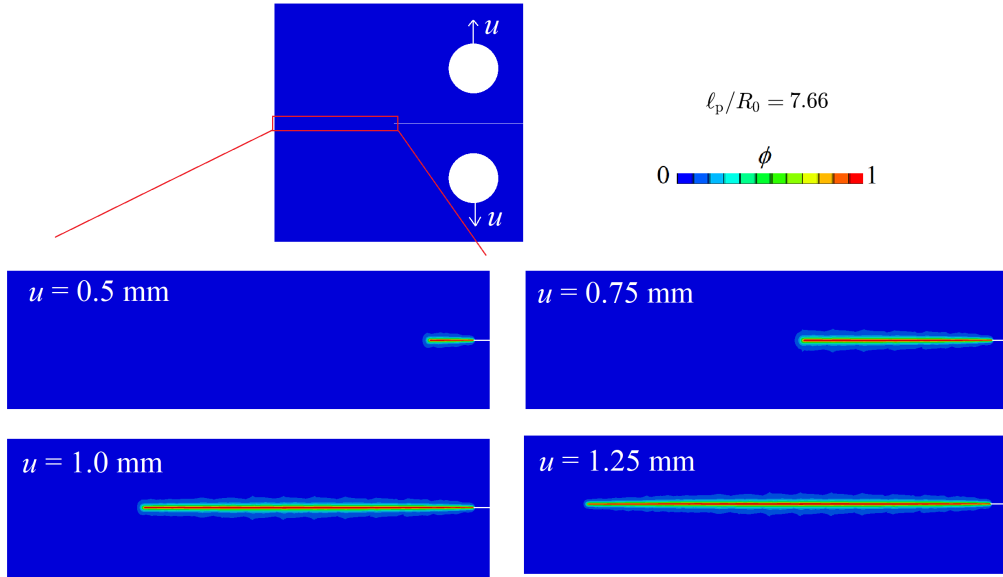 u
ℓp/R0 = 7.66
ϕ
0 1
u
u = 0.5 mm
u = 0.75 mm
u = 1.0 mm
u = 1.25 mm